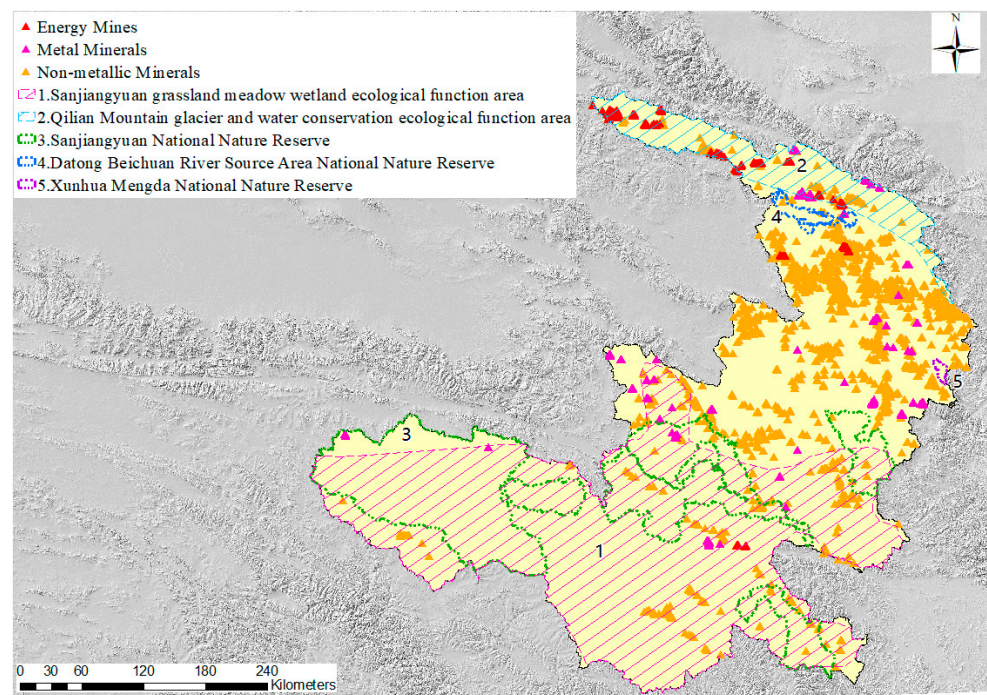 Energy Mines
Metal Minerals
Non-metallic Minerals
1.Sanjiangyuan grassland meadow wetland ecological function area
2.Qilian Mountain glacier and water conservation ecological function area
3.Sanjiangyuan National Nature Reserve
4.Datong Beichuan River Source Area National Nature Reserve
5.Xunhua Mengda National Nature Reserve
N
2
4
5
3
1
0 30 60 120 180 240
Kilometers